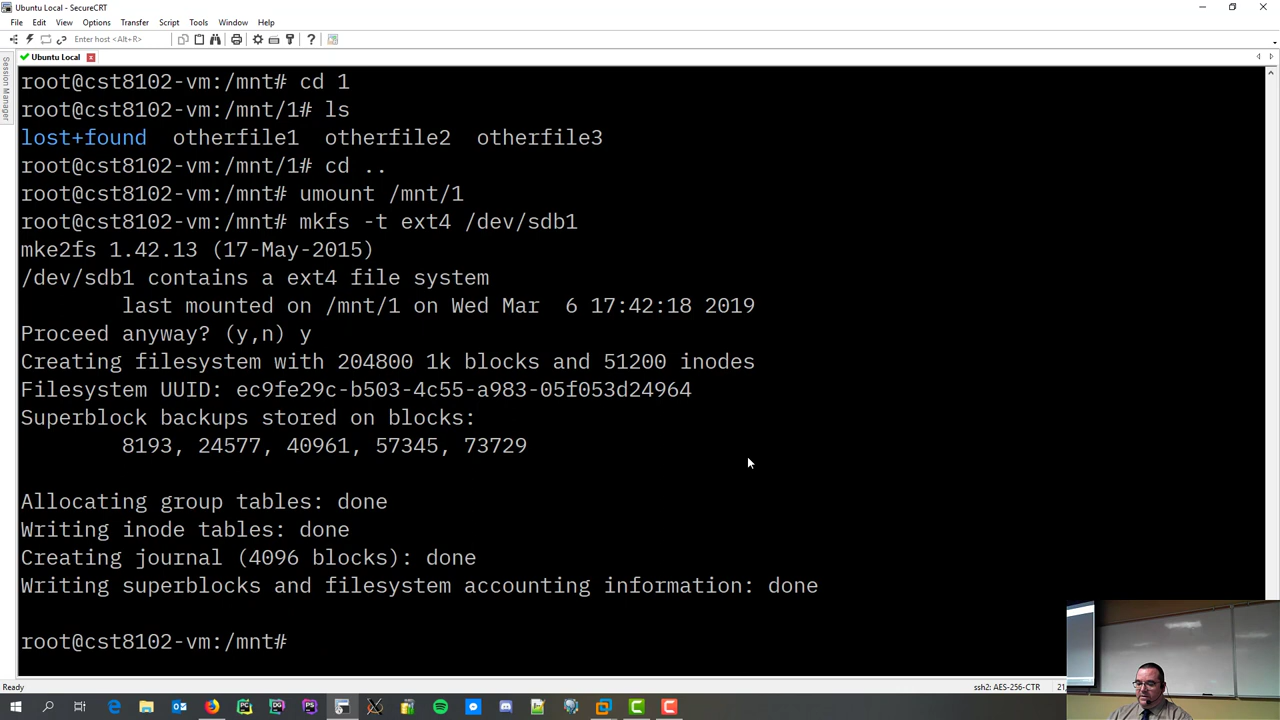 Ubuntu Local - SecureCRT
File Edit View Options Transfer Script Tools Window Help
Enter host <Alt+R>
Ubuntu Local
Session Manager
root@cst8102-vm:/mnt# cd 1
root@cst8102-vm:/mnt/1# ls
lost+found  otherfile1  otherfile2  otherfile3
root@cst8102-vm:/mnt/1# cd ..
root@cst8102-vm:/mnt# umount /mnt/1
root@cst8102-vm:/mnt# mkfs -t ext4 /dev/sdb1
mke2fs 1.42.13 (17-May-2015)
/dev/sdb1 contains a ext4 file system
        last mounted on /mnt/1 on Wed Mar  6 17:42:18 2019
Proceed anyway? (y,n) y
Creating filesystem with 204800 1k blocks and 51200 inodes
Filesystem UUID: ec9fe29c-b503-4c55-a983-05f053d24964
Superblock backups stored on blocks:
        8193, 24577, 40961, 57345, 73729
Allocating group tables: done
Writing inode tables: done
Creating journal (4096 blocks): done
Writing superblocks and filesystem accounting information: done
root@cst8102-vm:/mnt#
Ready
ssh2: AES-256-CTR